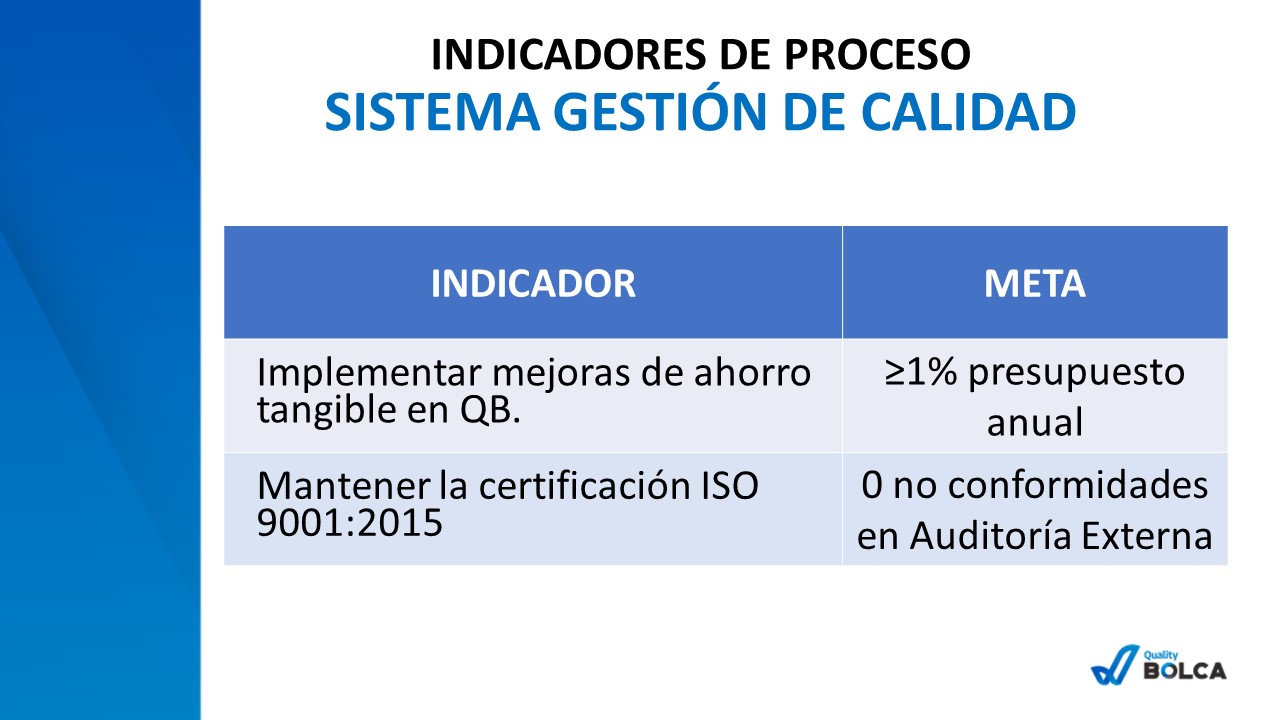 INDICADORES DE PROCESO
SISTEMA GESTIÓN DE CALIDAD
INDICADOR
META
Implementar mejoras de ahorro
tangible en QB.
≥1% presupuesto
anual
Mantener la certificación ISO
9001:2015
0 no conformidades
en Auditoría Externa
Quality
BOLCA